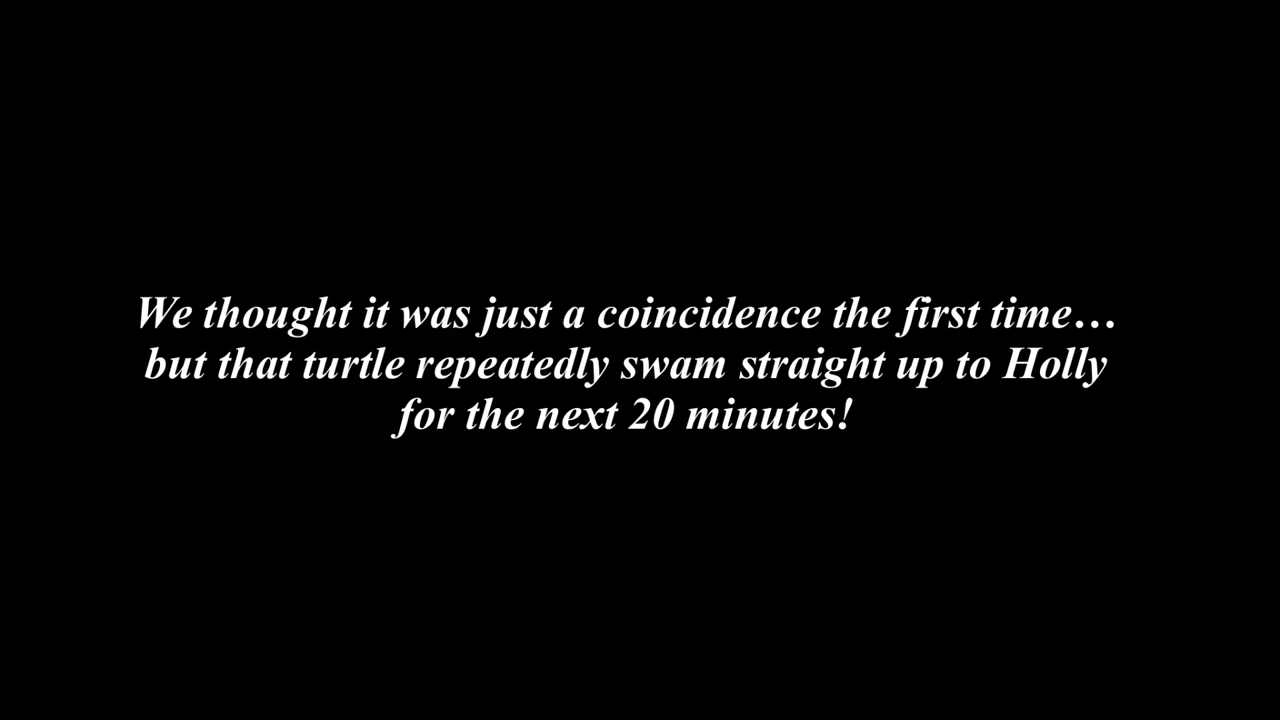 We thought it was just a coincidence the first time…
but that turtle repeatedly swam straight up to Holly
for the next 20 minutes!